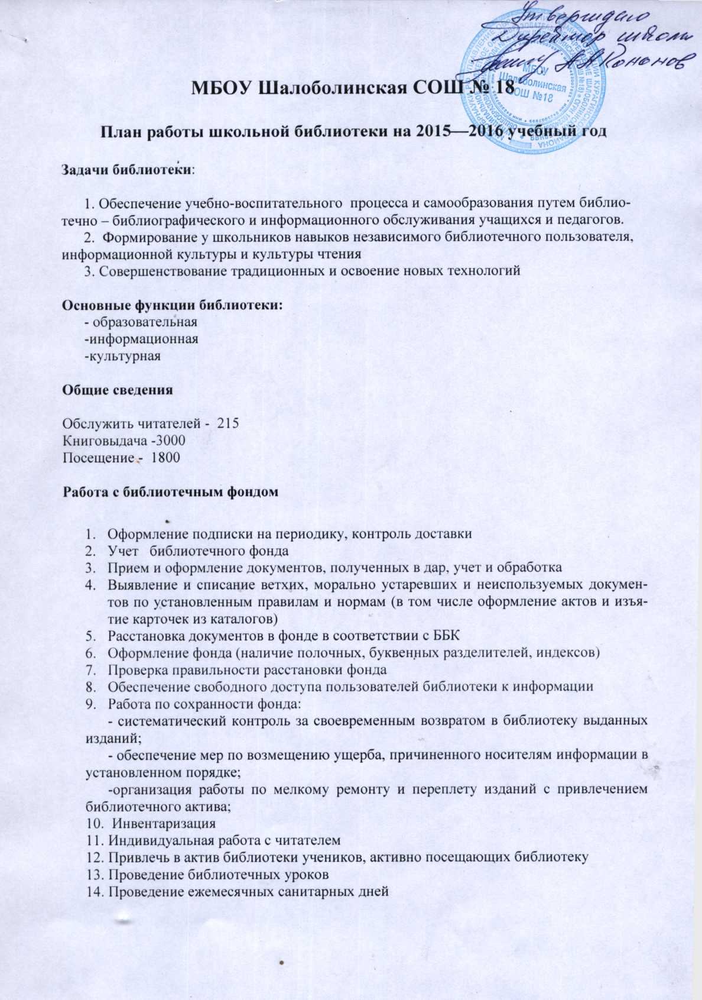 Утверждаю
Директор школы
А.А.Кононов
МБОУ
Шалоболинская
СОШ №18
МБОУ Шалоболинская СОШ № 18
План работы школьной библиотеки на 2015—2016 учебный год
Задачи библиотеки:
1. Обеспечение учебно-воспитательного процесса и самообразования путем библио-
течно – библиографического и информационного обслуживания учащихся и педагогов.
2. Формирование у школьников навыков независимого библиотечного пользователя,
информационной культуры и культуры чтения
3. Совершенствование традиционных и освоение новых технологий
Основные функции библиотеки:
- образовательная
-информационная
-культурная
Общие сведения
Обслужить читателей - 215
Книговыдача -3000
Посещение - 1800
Работа с библиотечным фондом
1. Оформление подписки на периодику, контроль доставки
2. Учет библиотечного фонда
3. Прием и оформление документов, полученных в дар, учет и обработка
4. Выявление и списание ветхих, морально устаревших и неиспользуемых докумен-
тов по установленным правилам и нормам (в том числе оформление актов и изъя-
тие карточек из каталогов)
5. Расстановка документов в фонде в соответствии с ББК
6. Оформление фонда (наличие полочных, буквенных разделителей, индексов)
7. Проверка правильности расстановки фонда
8. Обеспечение свободного доступа пользователей библиотеки к информации
9. Работа по сохранности фонда:
- систематический контроль за своевременным возвратом в библиотеку выданных
изданий;
- обеспечение мер по возмещению ущерба, причиненного носителям информации в
установленном порядке;
-организация работы по мелкому ремонту и переплету изданий с привлечением
библиотечного актива;
10. Инвентаризация
11. Индивидуальная работа с читателем
12. Привлечь в актив библиотеки учеников, активно посещающих библиотеку
13. Проведение библиотечных уроков
14. Проведение ежемесячных санитарных дней